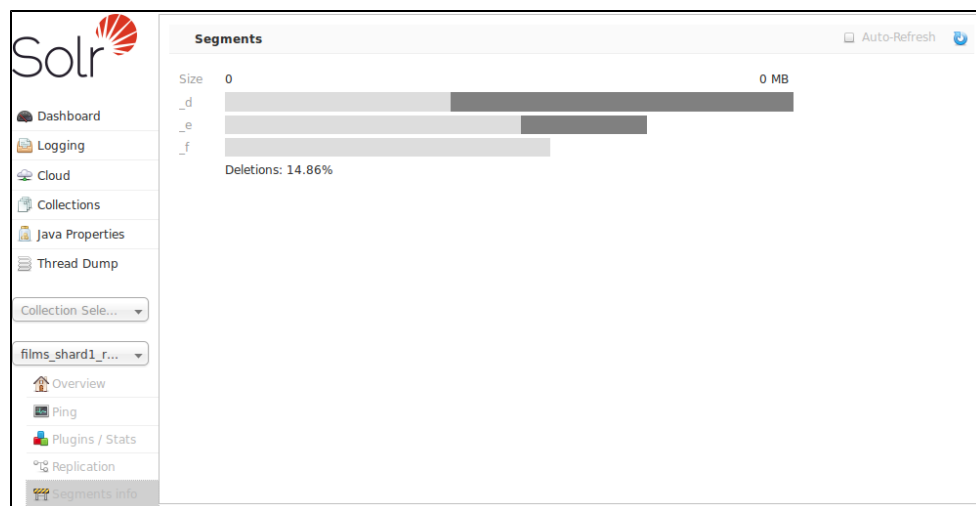 Solr
Segments
Auto-Refresh
Size 0 0 MB
_d
_e
_f
Deletions: 14.86%
Dashboard
Logging
Cloud
Collections
Java Properties
Thread Dump
Collection Sele...
films_shard1_r...
Overview
Ping
Plugins / Stats
Replication
Segments info